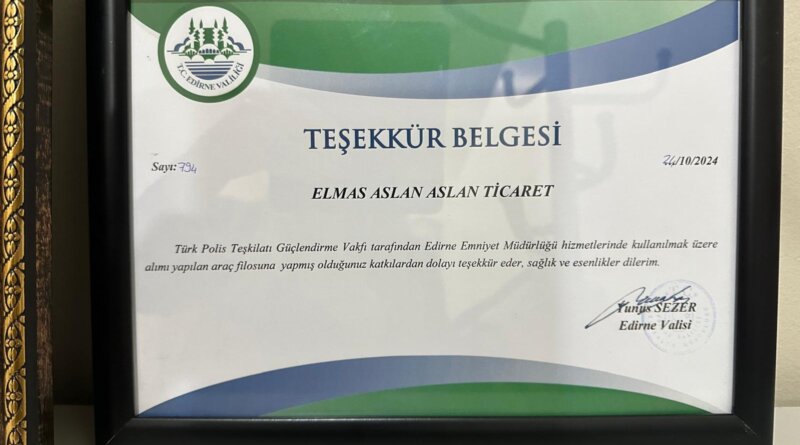 T.C. EDİRNE VALİLİĞİ
TEŞEKKÜR BELGESİ
Sayı: 794
24/10/2024
ELMAS ASLAN ASLAN TİCARET
Türk Polis Teşkilatı Güçlendirme Vakfı tarafından Edirne Emniyet Müdürlüğü hizmetlerinde kullanılmak üzere
alımı yapılan araç filosuna yapmış olduğunuz katkılardan dolayı teşekkür eder, sağlık ve esenlikler dilerim.
Yunus SEZER
Edirne Valisi